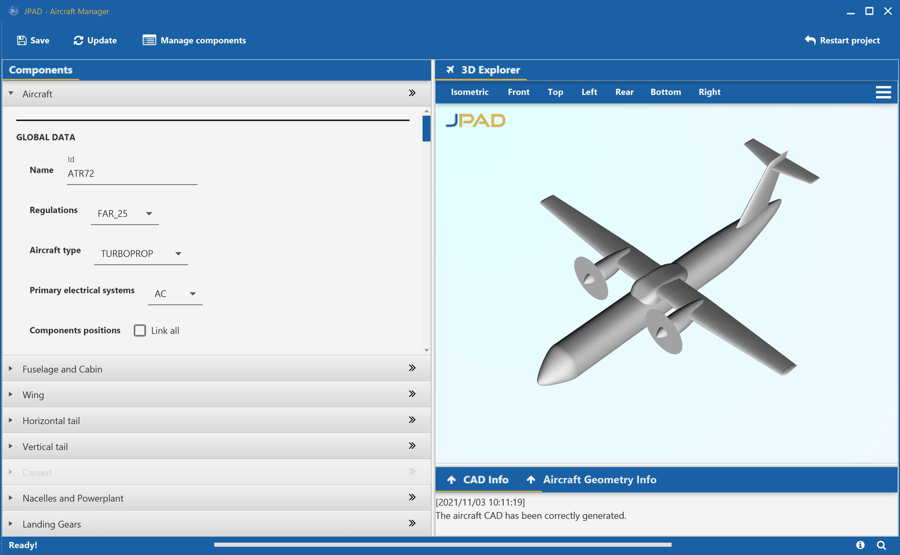 JPAD - Aircraft Manager
Save
Update
Manage components
Restart project
Components
Aircraft
GLOBAL DATA
Name
Id
ATR72
Regulations
FAR_25
Aircraft type
TURBOPROP
Primary electrical systems
AC
Components positions
Link all
Fuselage and Cabin
Wing
Horizontal tail
Vertical tail
Canard
Nacelles and Powerplant
Landing Gears
3D Explorer
Isometric Front Top Left Rear Bottom Right
JPAD
CAD Info
Aircraft Geometry Info
[2021/11/03 10:11:19]
The aircraft CAD has been correctly generated.
Ready!